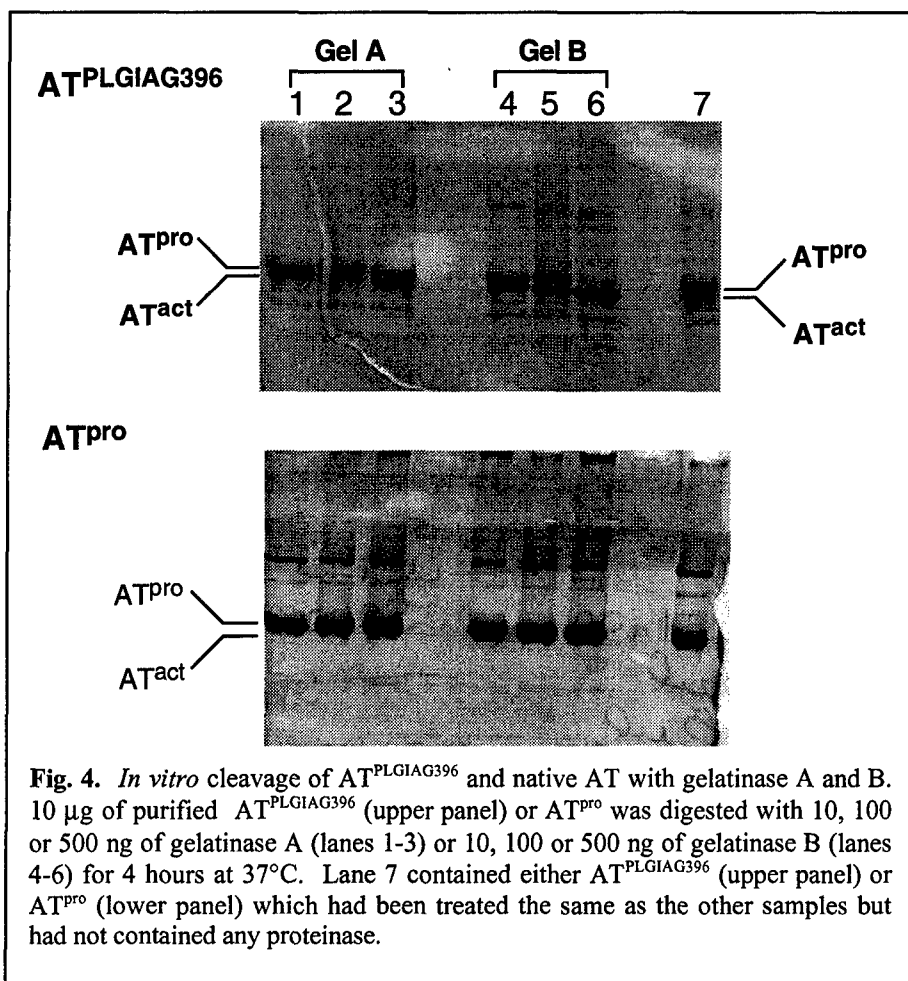 Gel A Gel B
AT^PLGIAG396
1 2 3 4 5 6 7
AT^pro AT^pro
AT^act AT^act
AT^pro
AT^pro
AT^act
Fig. 4. In vitro cleavage of AT^PLGIAG396 and native AT with gelatinase A and B.
10 μg of purified AT^PLGIAG396 (upper panel) or AT^pro was digested with 10, 100
or 500 ng of gelatinase A (lanes 1-3) or 10, 100 or 500 ng of gelatinase B (lanes
4-6) for 4 hours at 37°C. Lane 7 contained either AT^PLGIAG396 (upper panel) or
AT^pro (lower panel) which had been treated the same as the other samples but
had not contained any proteinase.